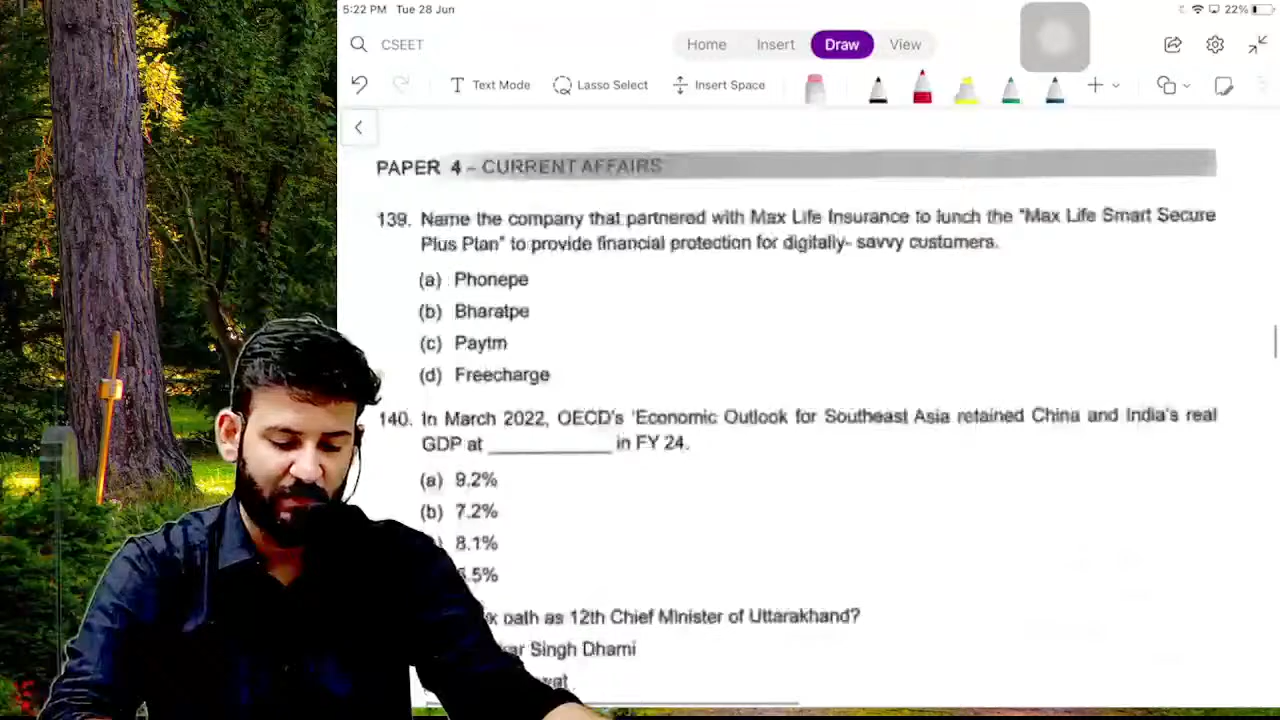 5:22 PM Tue 28 Jun
22%
CSEET
Home Insert Draw View
Text Mode Lasso Select Insert Space
PAPER 4 – CURRENT AFFAIRS
139. Name the company that partnered with Max Life Insurance to lunch the "Max Life Smart Secure
Plus Plan" to provide financial protection for digitally- savvy customers.
(a) Phonepe
(b) Bharatpe
(c) Paytm
(d) Freecharge
140. In March 2022, OECD's 'Economic Outlook for Southeast Asia retained China and India's real
GDP at ____________ in FY 24.
(a) 9.2%
(b) 7.2%
8.1%
.5%
oath as 12th Chief Minister of Uttarakhand?
Singh Dhami